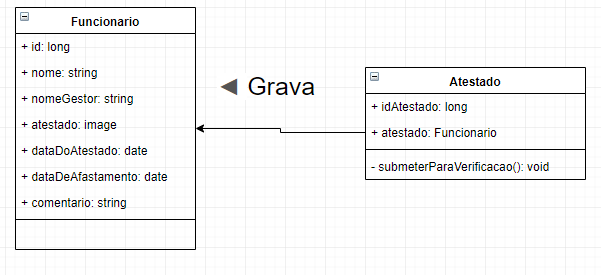 Funcionario
+ id: long
+ nome: string
+ nomeGestor: string
+ atestado: image
+ dataDoAtestado: date
+ dataDeAfastamento: date
+ comentario: string
◀ Grava
Atestado
+ idAtestado: long
+ atestado: Funcionario
- submeterParaVerificacao(): void